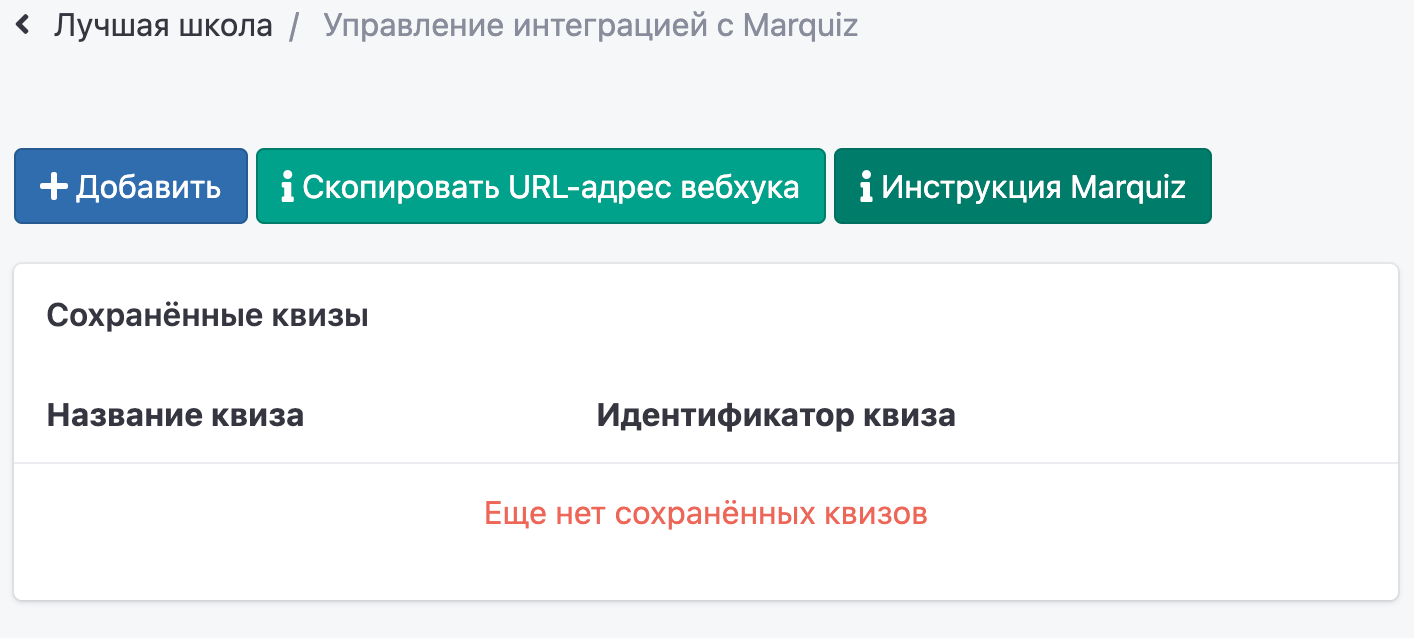 Лучшая школа / Управление интеграцией с Marquiz
Добавить Скопировать URL-адрес вебхука Инструкция Marquiz
Сохранённые квизы
Название квиза Идентификатор квиза
Еще нет сохранённых квизов